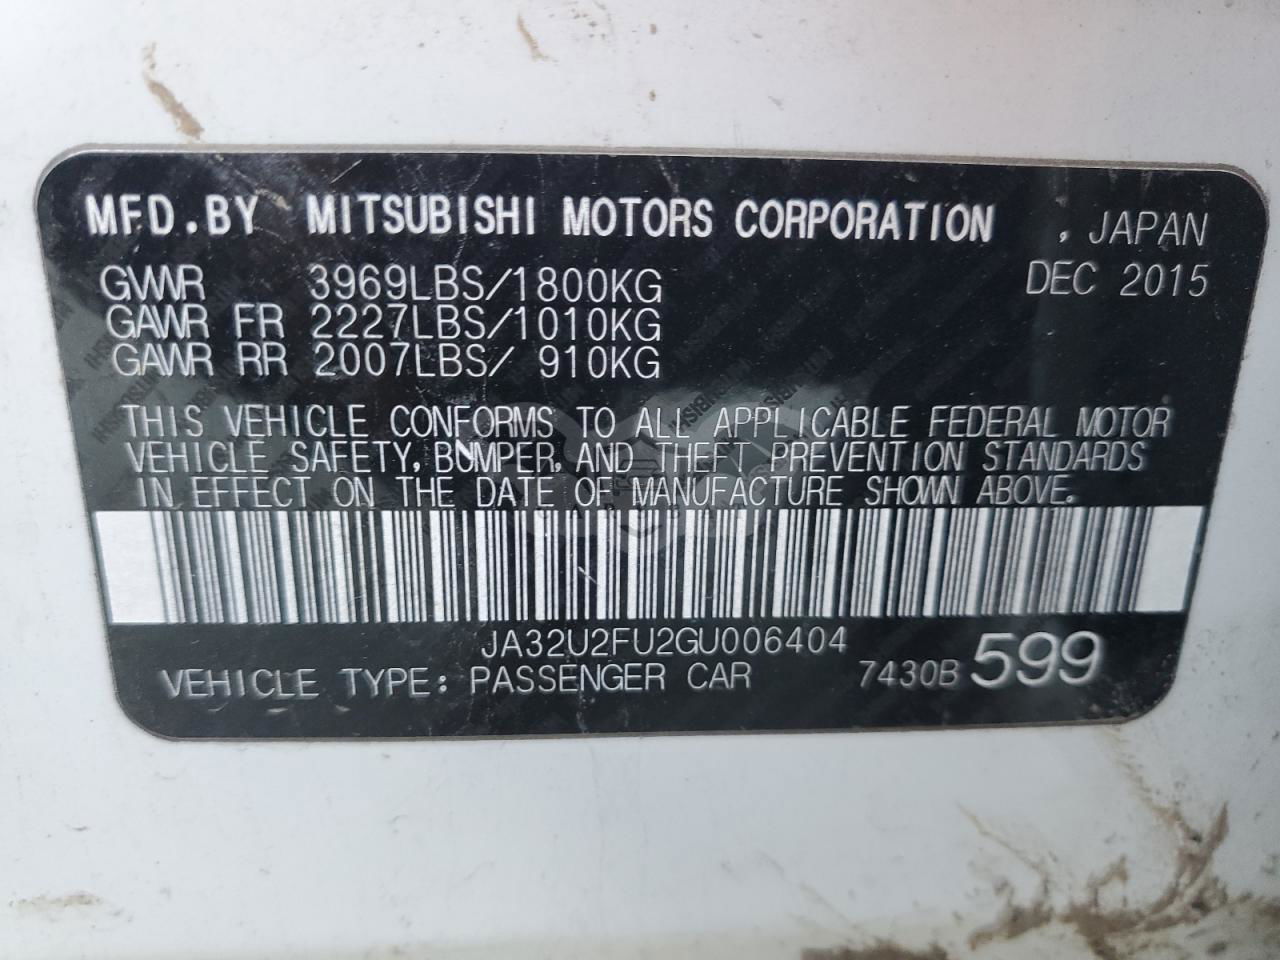 MFD.BY MITSUBISHI MOTORS CORPORATION , JAPAN
GVWR 3969LBS/1800KG DEC 2015
GAWR FR 2227LBS/1010KG
GAWR RR 2007LBS/ 910KG
THIS VEHICLE CONFORMS TO ALL APPLICABLE FEDERAL MOTOR
VEHICLE SAFETY, BUMPER, AND THEFT PREVENTION STANDARDS
IN EFFECT ON THE DATE OF MANUFACTURE SHOWN ABOVE.
JA32U2FU2GU006404
VEHICLE TYPE: PASSENGER CAR 7430B 599